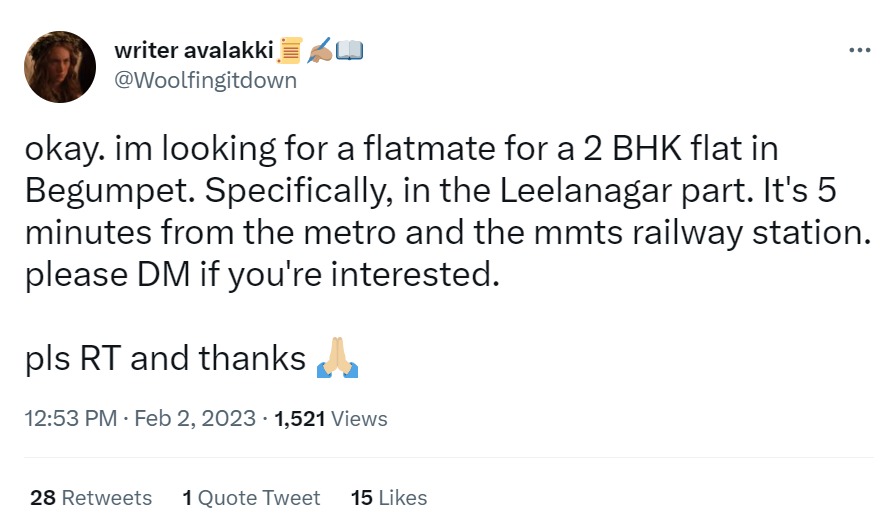 writer avalakki📜✍🏼📖
@Woolfingitdown
okay. im looking for a flatmate for a 2 BHK flat in
Begumpet. Specifically, in the Leelanagar part. It's 5
minutes from the metro and the mmts railway station.
please DM if you're interested.
pls RT and thanks 🙏🏼
12:53 PM · Feb 2, 2023 · 1,521 Views
28 Retweets 1 Quote Tweet 15 Likes